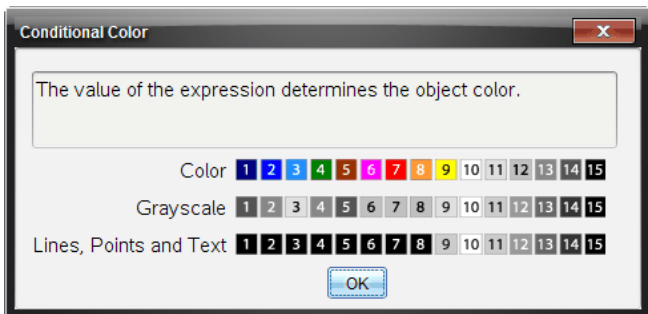 Conditional Color
The value of the expression determines the object color.
Color 1 2 3 4 5 6 7 8 9 10 11 12 13 14 15
Grayscale 1 2 3 4 5 6 7 8 9 10 11 12 13 14 15
Lines, Points and Text 1 2 3 4 5 6 7 8 9 10 11 12 13 14 15
OK